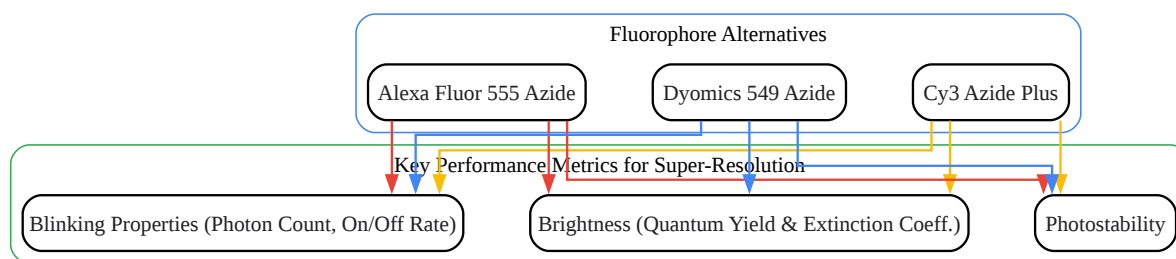 Fluorophore Alternatives
Alexa Fluor 555 Azide
Dyomics 549 Azide
Cy3 Azide Plus
Key Performance Metrics for Super-Resolution
Blinking Properties (Photon Count, On/Off Rate)
Brightness (Quantum Yield & Extinction Coeff.)
Photostability